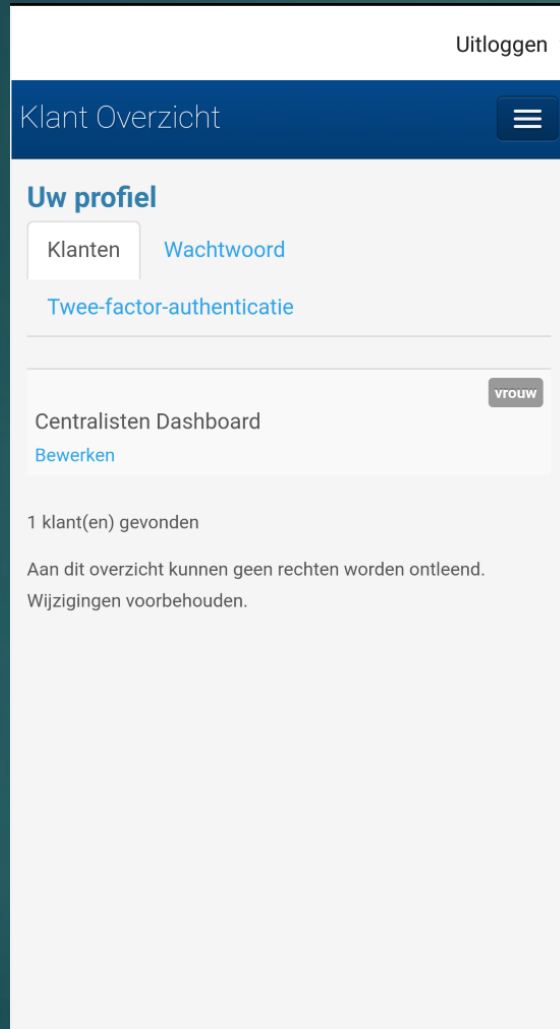 Uitloggen
Klant Overzicht
Uw profiel
Klanten Wachtwoord
Twee-factor-authenticatie
vrouw
Centralisten Dashboard
Bewerken
1 klant(en) gevonden
Aan dit overzicht kunnen geen rechten worden ontleend.
Wijzigingen voorbehouden.